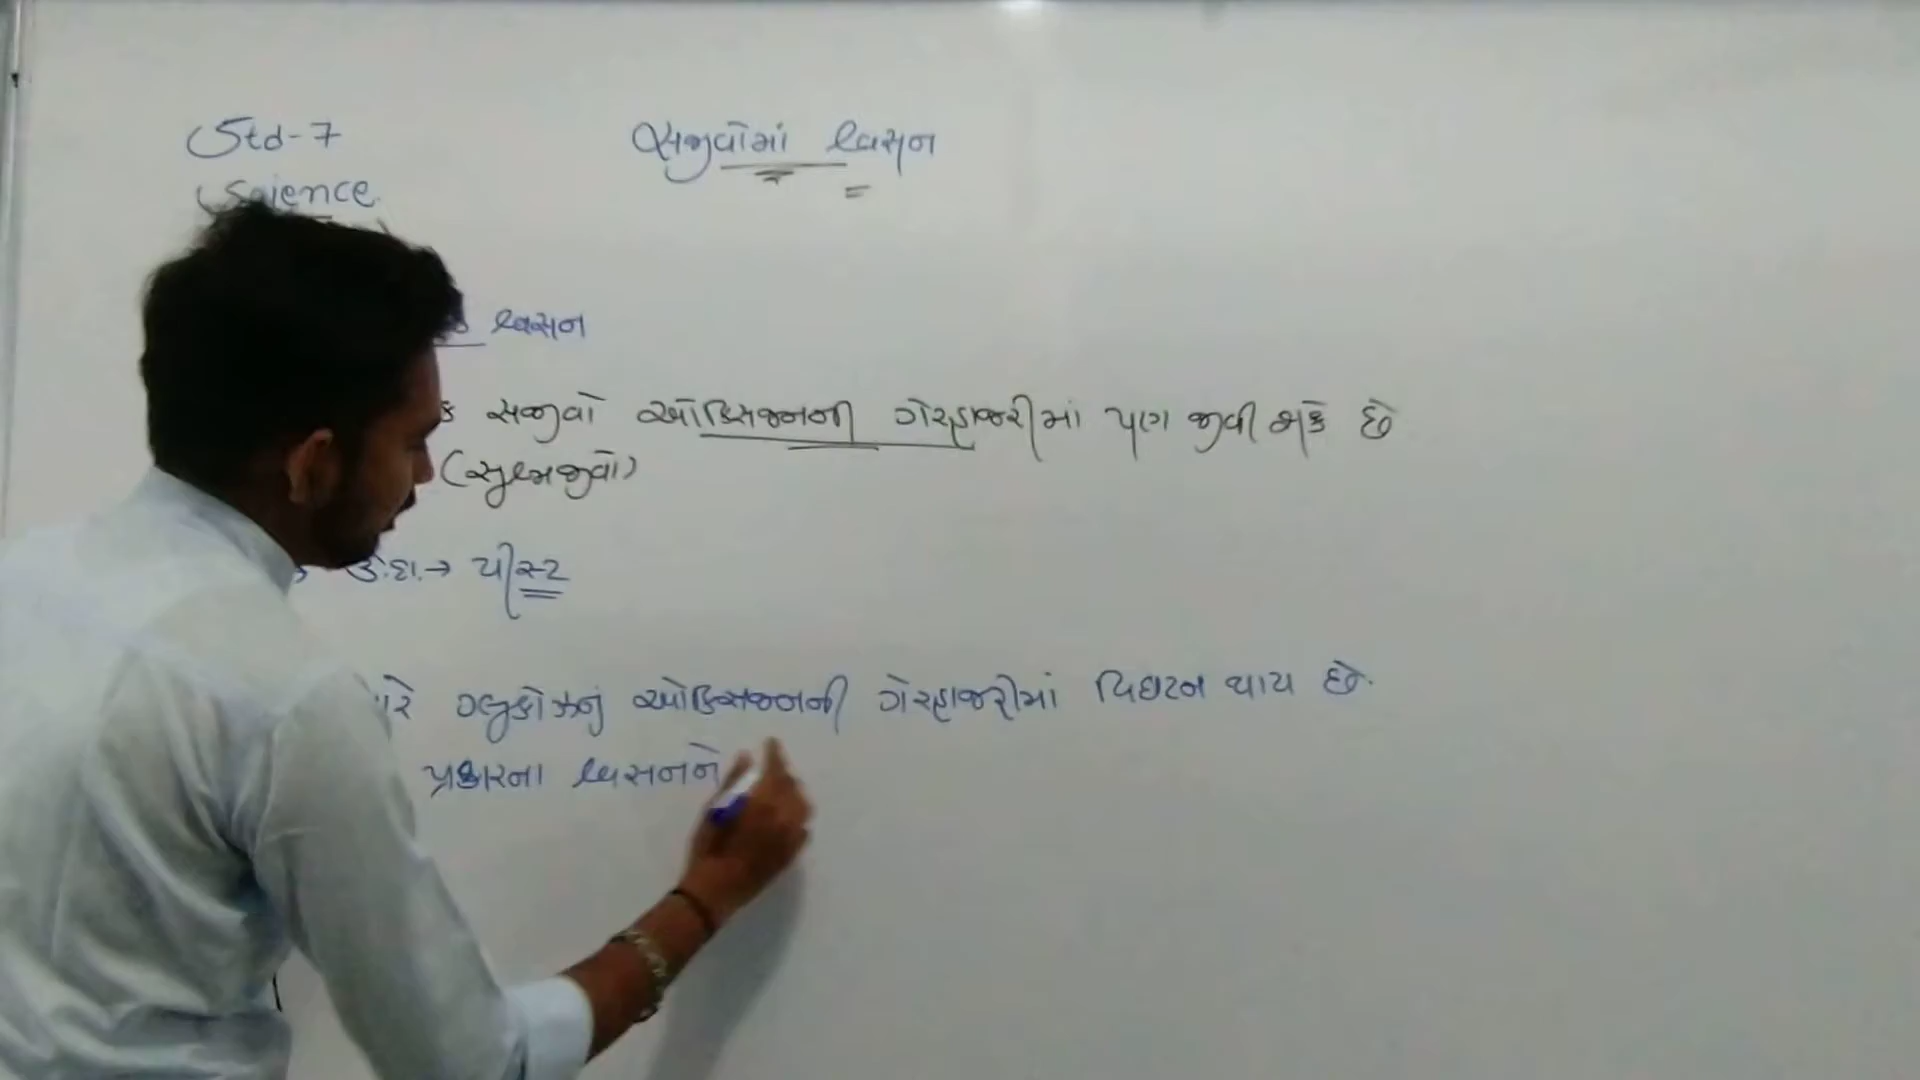 Std-7
સજીવોમાં શ્વસન
Science
શ્વસન
સજીવો ઓક્સિજનની ગેરહાજરીમાં પણ જીવી શકે છે
(સુક્ષ્મજીવો)
ઉ.દા.→ યીસ્ટ
ગ્લુકોઝનું ઓક્સિજનની ગેરહાજરીમાં વિઘટન થાય છે.
પ્રકારના શ્વસનને